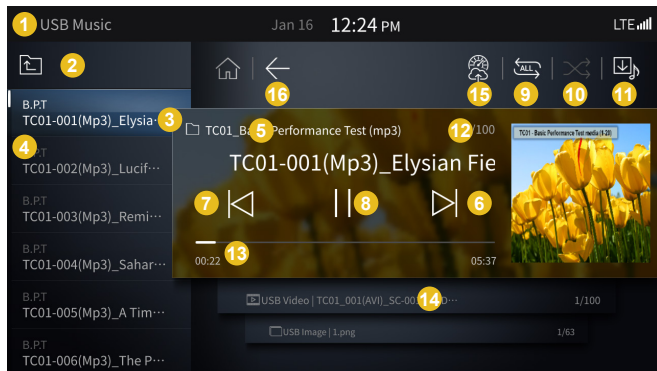 1 USB Music
Jan 16 12:24 PM
LTE
2
16
15
ALL
9
10
11
B.P.T
TC01-001(Mp3)_Elysia···
3
4
TC01-002(Mp3)_Lucif···
B.P.T
TC01-003(Mp3)_Remi···
B.P.T
TC01-004(Mp3)_Sahar···
B.P.T
TC01-005(Mp3)_A Tim···
B.P.T
TC01-006(Mp3)_The P···
5 Performance Test (mp3)
12 /100
TC01-001(Mp3)_Elysian Fie
7
8
6
13
00:22
05:37
TC01 - Basic Performance Test media (1-20)
USB Video | TC01_001(AVI)_SC-00 14 D···
1/100
USB Image | 1.png
1/63